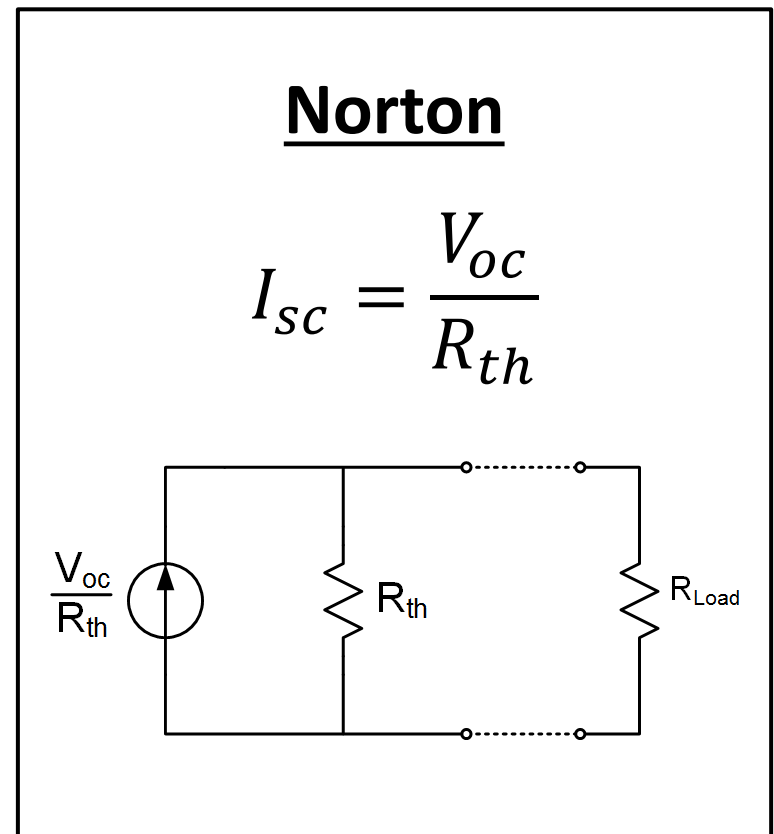 Norton
I_sc = V_oc / R_th
V_oc / R_th
R_th
R_Load